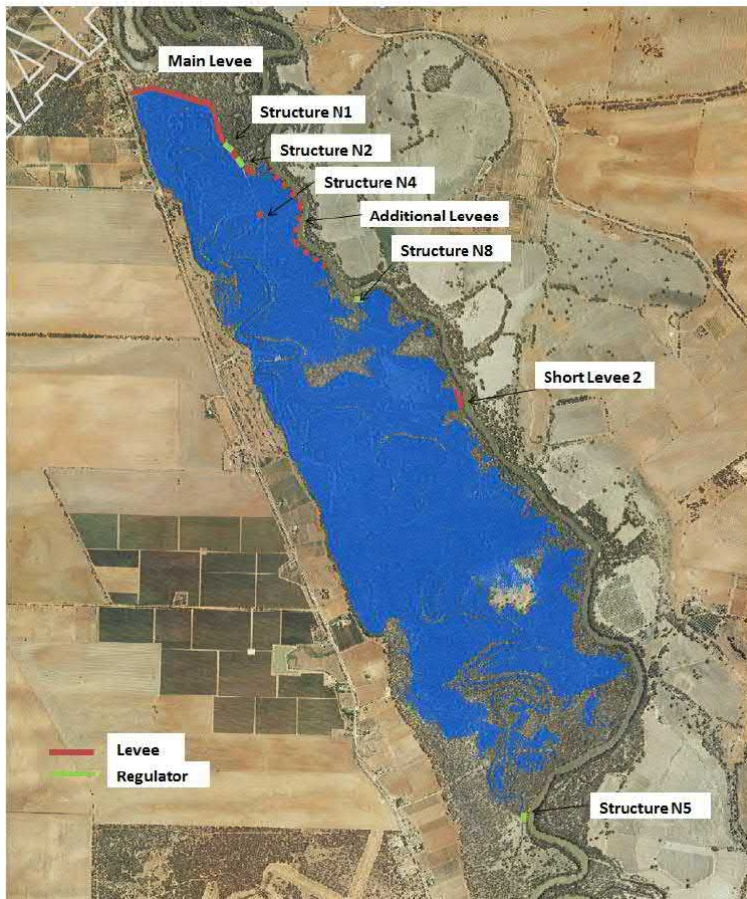 Main Levee
Structure N1
Structure N2
Structure N4
Additional Levees
Structure N8
Short Levee 2
Structure N5
Levee
Regulator